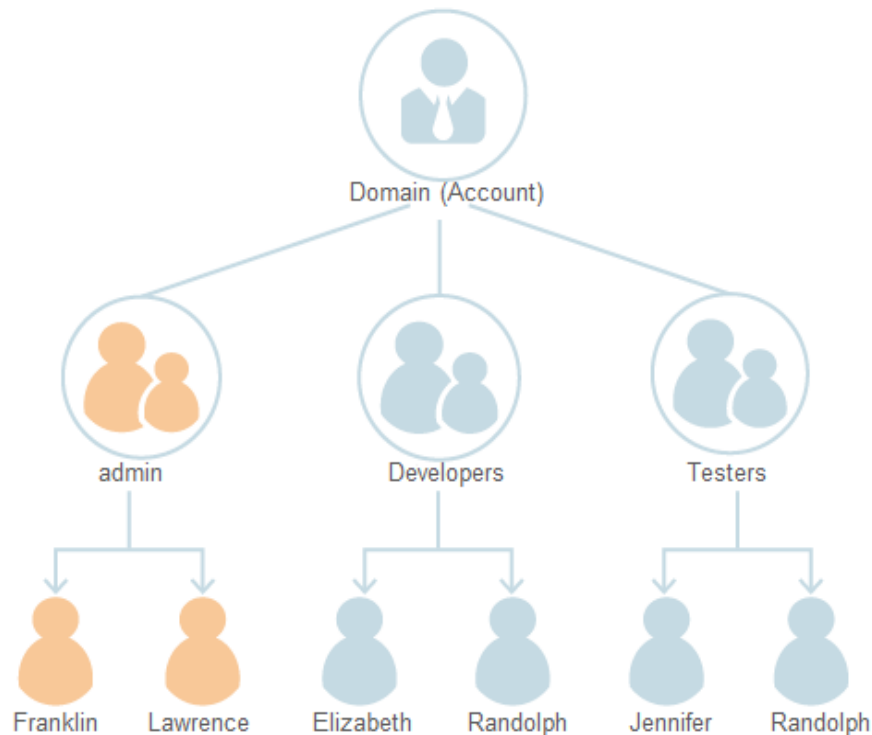 Domain (Account)
admin
Developers
Testers
Franklin
Lawrence
Elizabeth
Randolph
Jennifer
Randolph